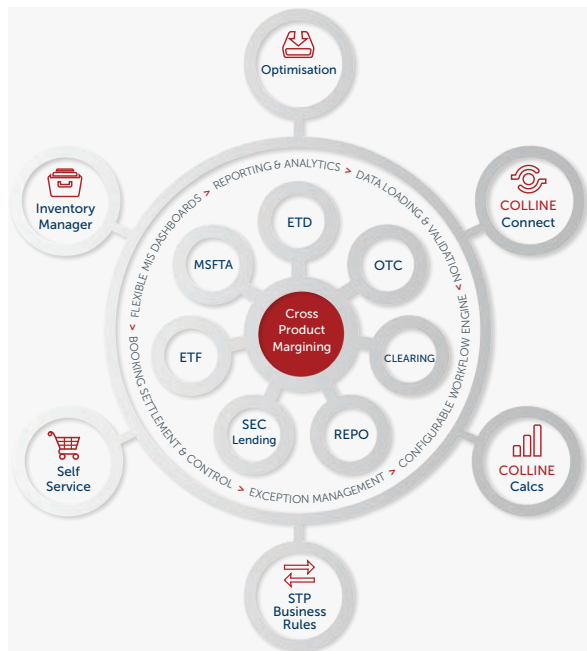 Optimisation
COLLINE
Connect
COLLINE
Calcs
STP
Business
Rules
Self
Service
Inventory
Manager
FLEXIBLE MIS DASHBOARDS > REPORTING & ANALYTICS > DATA LOADING & VALIDATION >
CONFIGURABLE WORKFLOW ENGINE
BOOKING SETTLEMENT & CONTROL > EXCEPTION MANAGEMENT >
ETD
OTC
CLEARING
REPO
SEC
Lending
ETF
MSFTA
Cross
Product
Margining